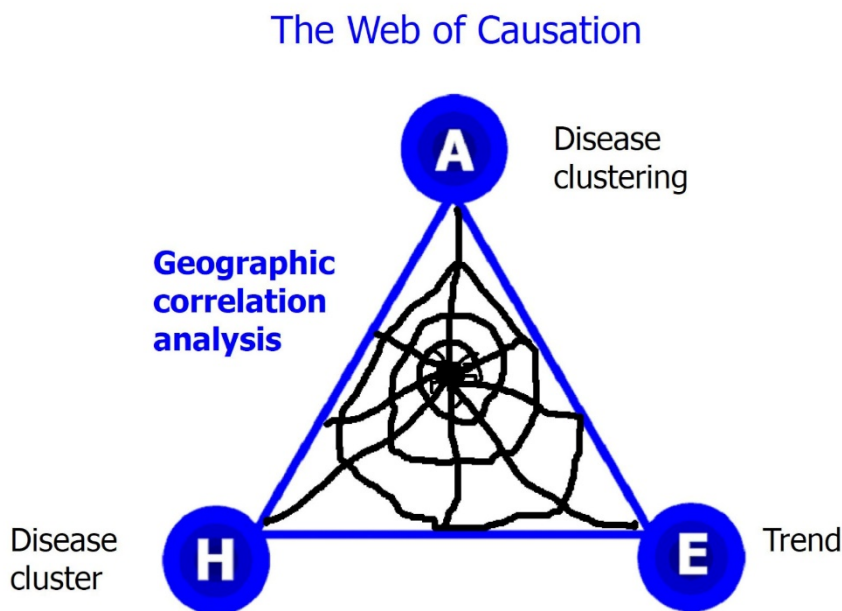 The Web of Causation
A
Disease
clustering
Geographic
correlation
analysis
Disease
cluster
H
E
Trend